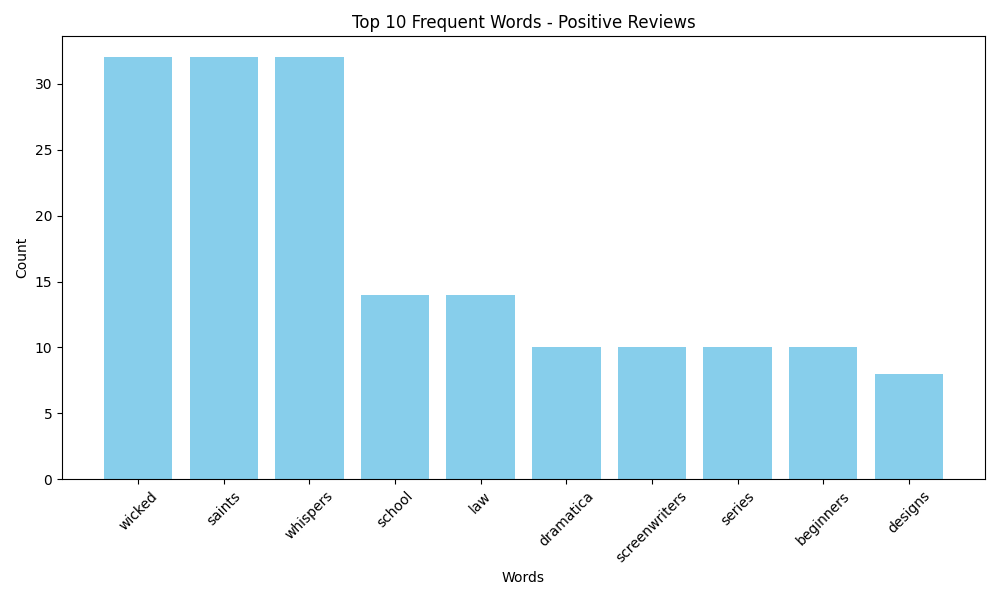 Top 10 Frequent Words - Positive Reviews
Count
30
25
20
15
10
5
0
wicked
saints
whispers
school
law
dramatica
screenwriters
series
beginners
designs
Words